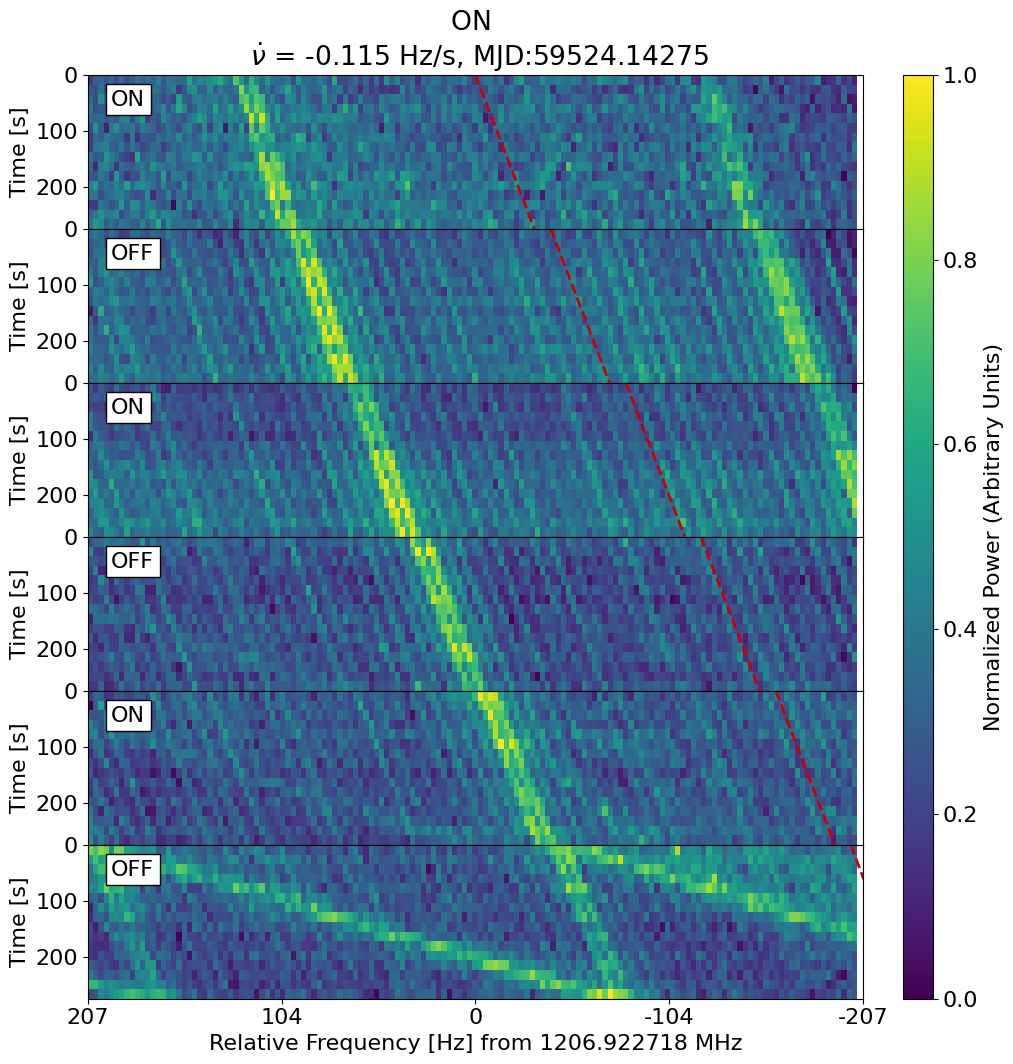 ON
ν̇ = -0.115 Hz/s, MJD:59524.14275
0
100
200
Time [s]
ON
0
100
200
Time [s]
OFF
0
100
200
Time [s]
ON
0
100
200
Time [s]
OFF
0
100
200
Time [s]
ON
0
100
200
Time [s]
OFF
207
104
0
-104
-207
Relative Frequency [Hz] from 1206.922718 MHz
1.0
0.8
0.6
0.4
0.2
0.0
Normalized Power (Arbitrary Units)